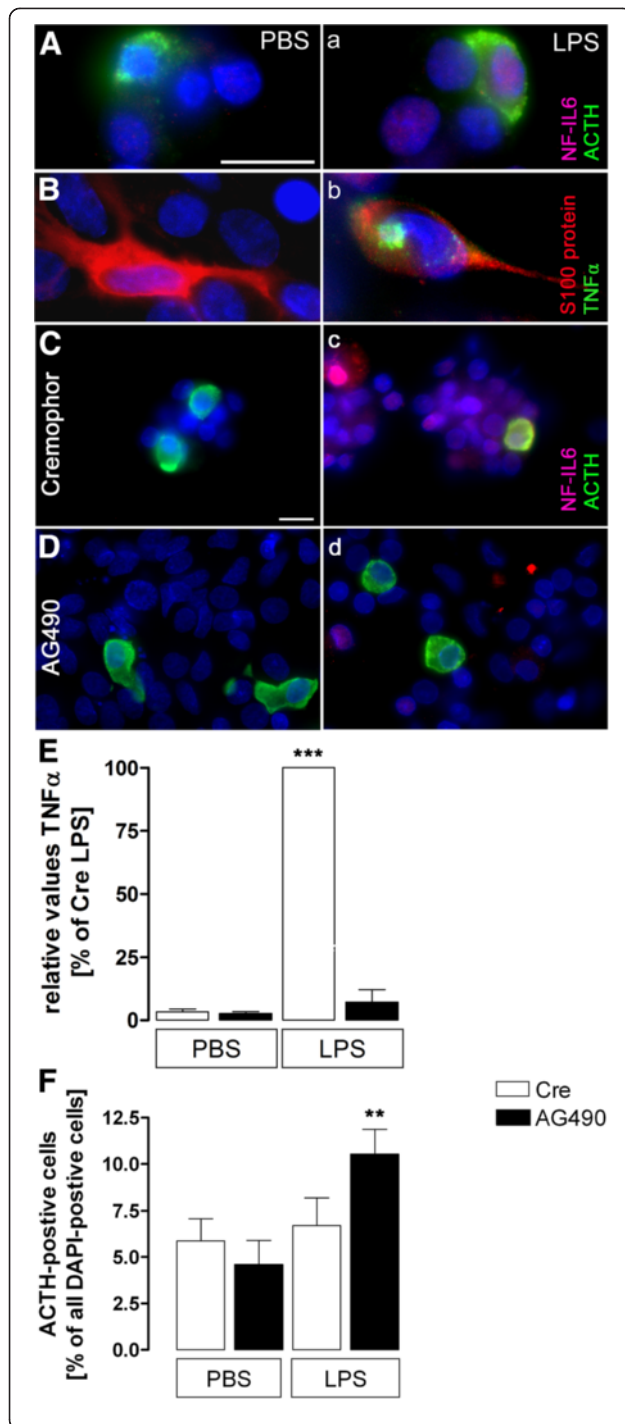 A
PBS
a
LPS
NF-IL6
ACTH
B
b
S100 protein
TNFα
C
Cremophor
c
NF-IL6
ACTH
D
AG490
d
E
relative values TNFα
[% of Cre LPS]
100
75
50
25
0
***
PBS
LPS
F
Cre
AG490
ACTH-postive cells
[% of all DAPI-postive cells]
12.5
10.0
7.5
5.0
2.5
0.0
**
PBS
LPS